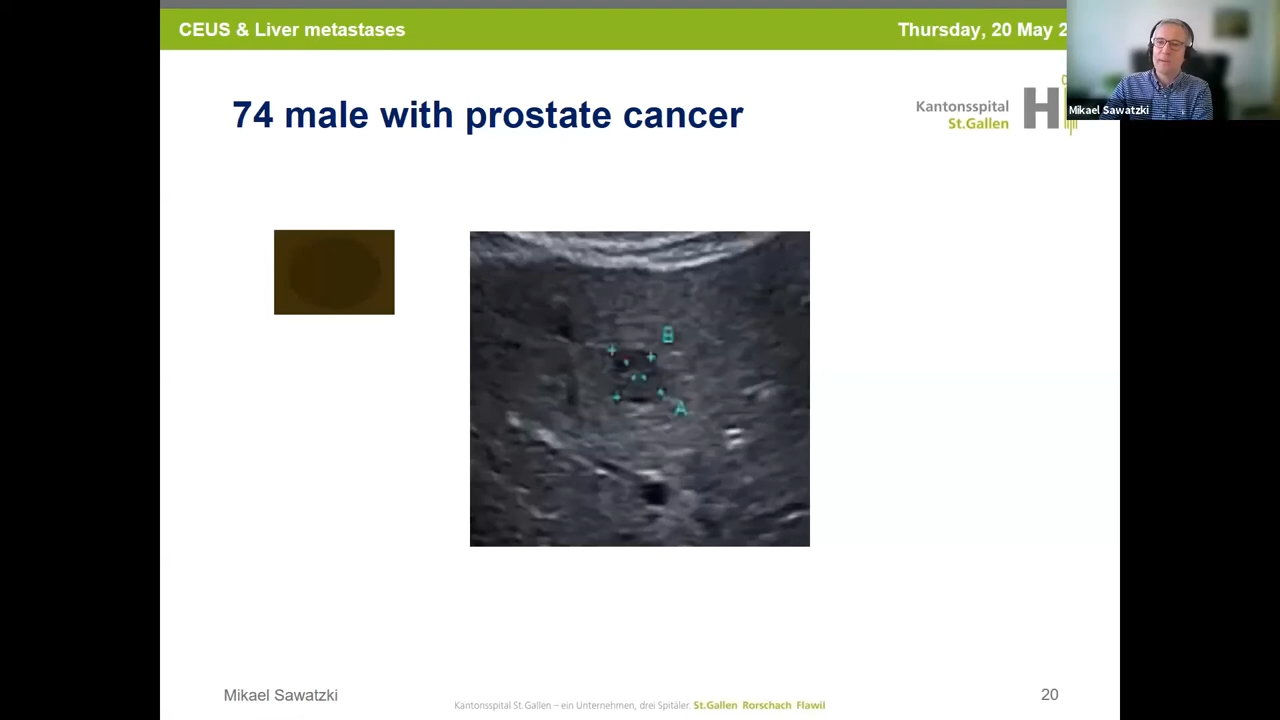 CEUS & Liver metastases
Thursday, 20 May 2
74 male with prostate cancer
Kantonsspital
St.Gallen
H
Mikael Sawatzki
B
A
Mikael Sawatzki
Kantonsspital St.Gallen – ein Unternehmen, drei Spitäler. St.Gallen Rorschach Flawil
20